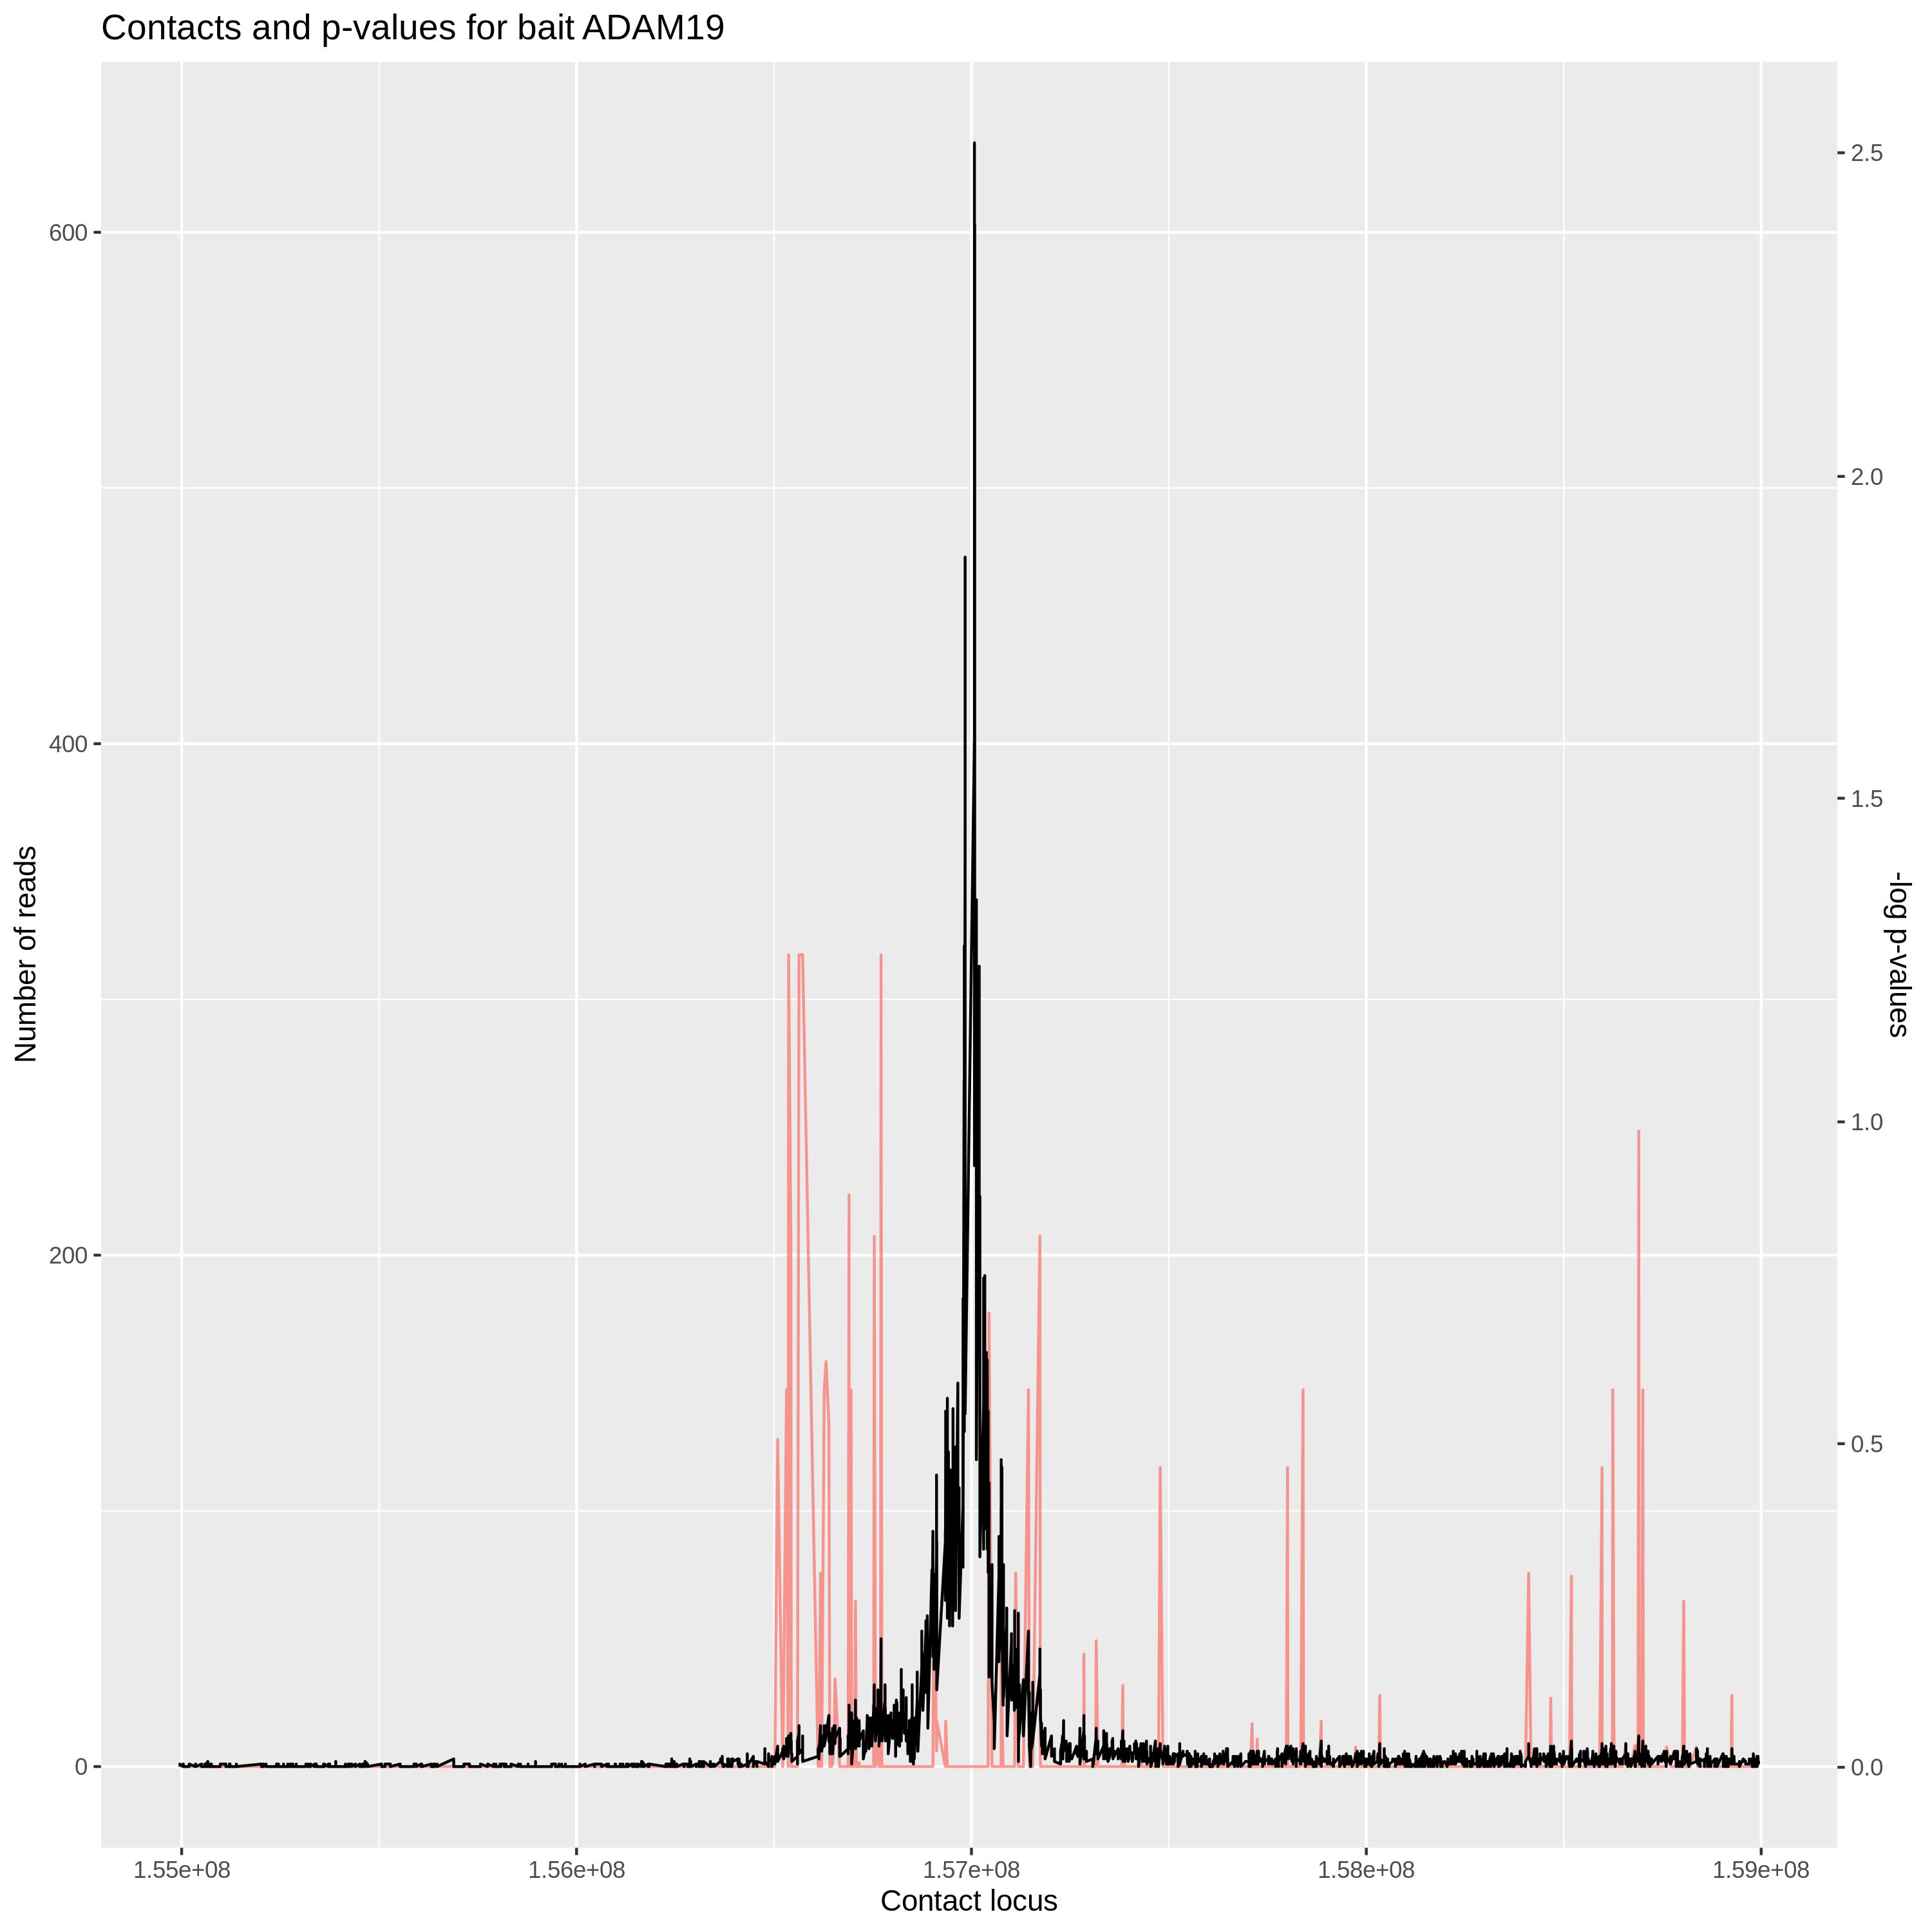 Contacts and p-values for bait ADAM19
Number of reads
600
400
200
0
2.5
2.0
1.5
1.0
0.5
0.0
-log p-values
1.55e+08 1.56e+08 1.57e+08 1.58e+08 1.59e+08
Contact locus